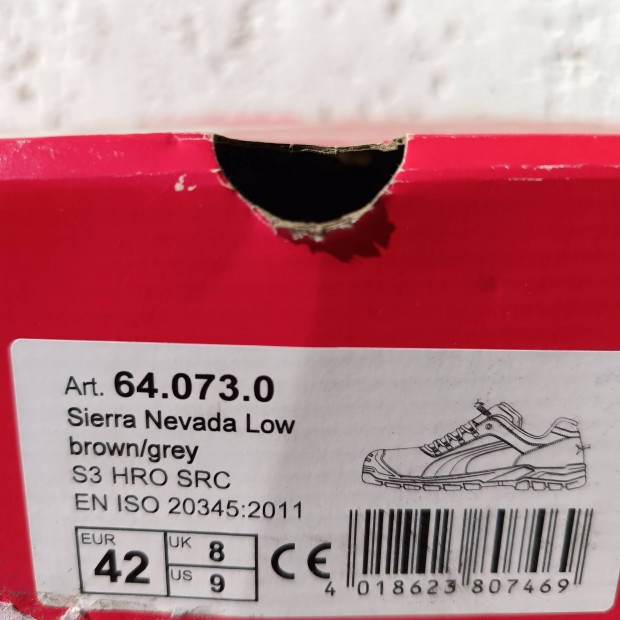 Art. 64.073.0
Sierra Nevada Low
brown/grey
S3 HRO SRC
EN ISO 20345:2011
EUR 42 UK 8 CE
US 9
4 018623 807469